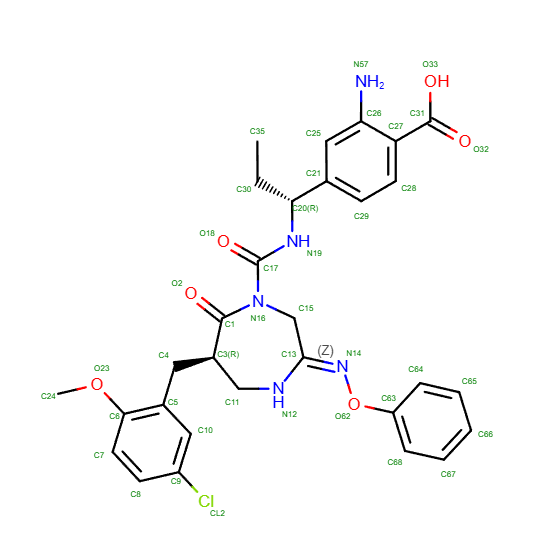 N57 O33
NH₂ OH
C26 C31
C35 C25 C27 O
O32
C21
C30 C28
C20(R) C29
O18 NH
O N19
C17
O2
O N C15
C1 N16
C4 C3(R) C13 (Z) N14
O23 N C64
C24 O C11 NH C63 C65
C5 N12 O
C6 C10 O62 C66
C7 C68
C9 C67
C8
Cl
CL2